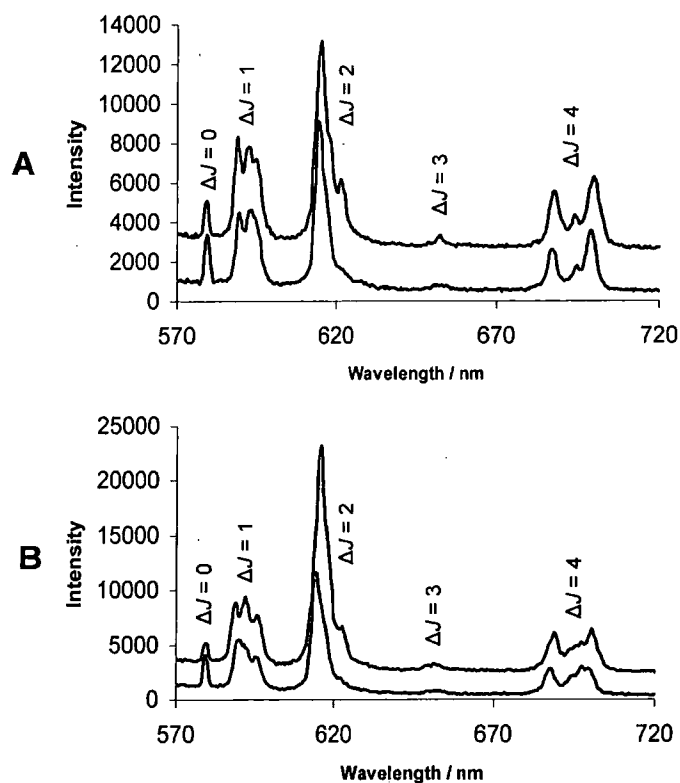 A
Intensity
14000
12000
10000
8000
6000
4000
2000
0
ΔJ = 0
ΔJ = 1
ΔJ = 2
ΔJ = 3
ΔJ = 4
570 620 670 720
Wavelength / nm
B
Intensity
25000
20000
15000
10000
5000
0
ΔJ = 0
ΔJ = 1
ΔJ = 2
ΔJ = 3
ΔJ = 4
570 620 670 720
Wavelength / nm